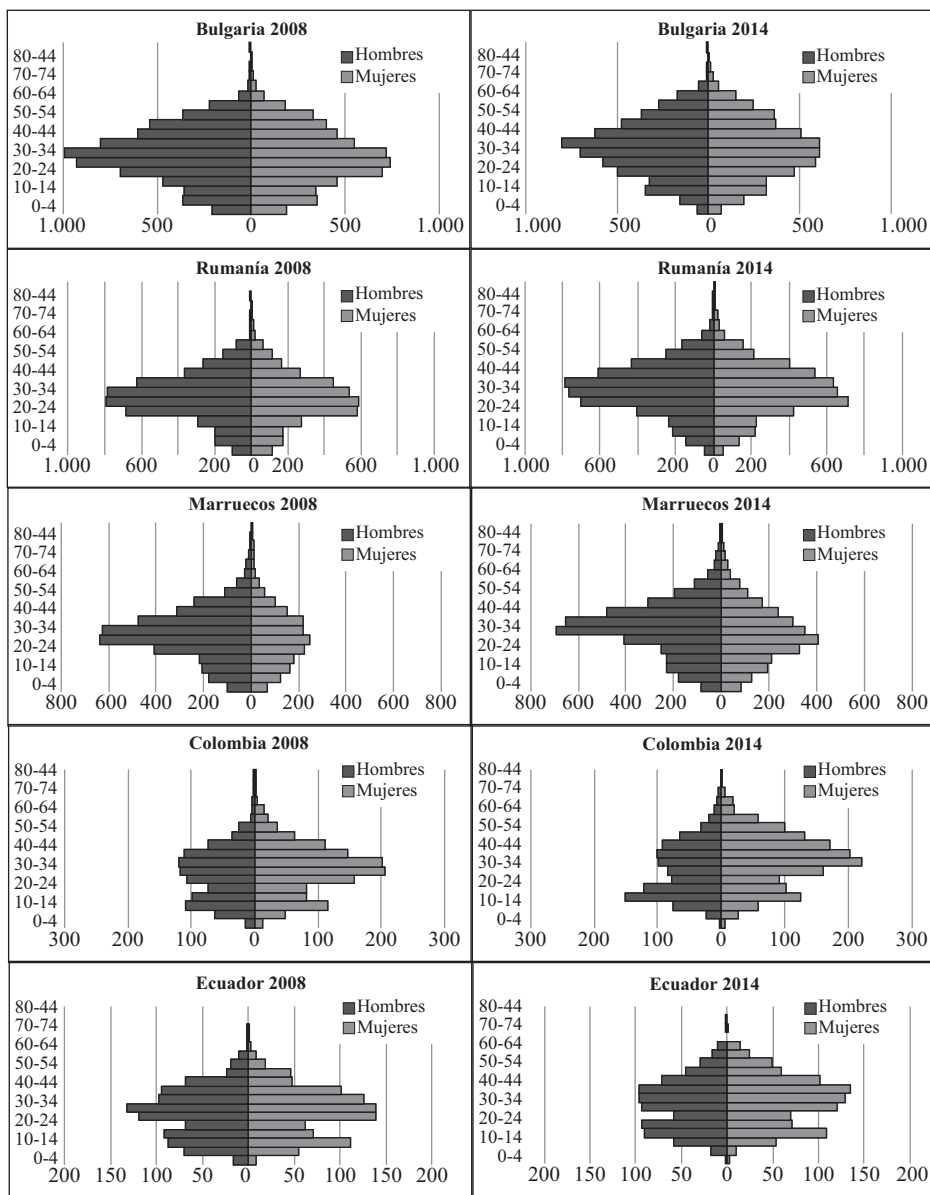 Bulgaria 2008
80-44
70-74
60-64
50-54
40-44
30-34
20-24
10-14
0-4
Hombres
Mujeres
1.000 500 0 500 1.000
Bulgaria 2014
80-44
70-74
60-64
50-54
40-44
30-34
20-24
10-14
0-4
Hombres
Mujeres
1.000 500 0 500 1.000
Rumanía 2008
80-44
70-74
60-64
50-54
40-44
30-34
20-24
10-14
0-4
Hombres
Mujeres
1.000 600 200 0 200 600 1.000
Rumanía 2014
80-44
70-74
60-64
50-54
40-44
30-34
20-24
10-14
0-4
Hombres
Mujeres
1.000 600 200 0 200 600 1.000
Marruecos 2008
80-44
70-74
60-64
50-54
40-44
30-34
20-24
10-14
0-4
Hombres
Mujeres
800 600 400 200 0 200 400 600 800
Marruecos 2014
80-44
70-74
60-64
50-54
40-44
30-34
20-24
10-14
0-4
Hombres
Mujeres
800 600 400 200 0 200 400 600 800
Colombia 2008
80-44
70-74
60-64
50-54
40-44
30-34
20-24
10-14
0-4
Hombres
Mujeres
300 200 100 0 100 200 300
Colombia 2014
80-44
70-74
60-64
50-54
40-44
30-34
20-24
10-14
0-4
Hombres
Mujeres
300 200 100 0 100 200 300
Ecuador 2008
80-44
70-74
60-64
50-54
40-44
30-34
20-24
10-14
0-4
Hombres
Mujeres
200 150 100 50 0 50 100 150 200
Ecuador 2014
80-44
70-74
60-64
50-54
40-44
30-34
20-24
10-14
0-4
Hombres
Mujeres
200 150 100 50 0 50 100 150 200